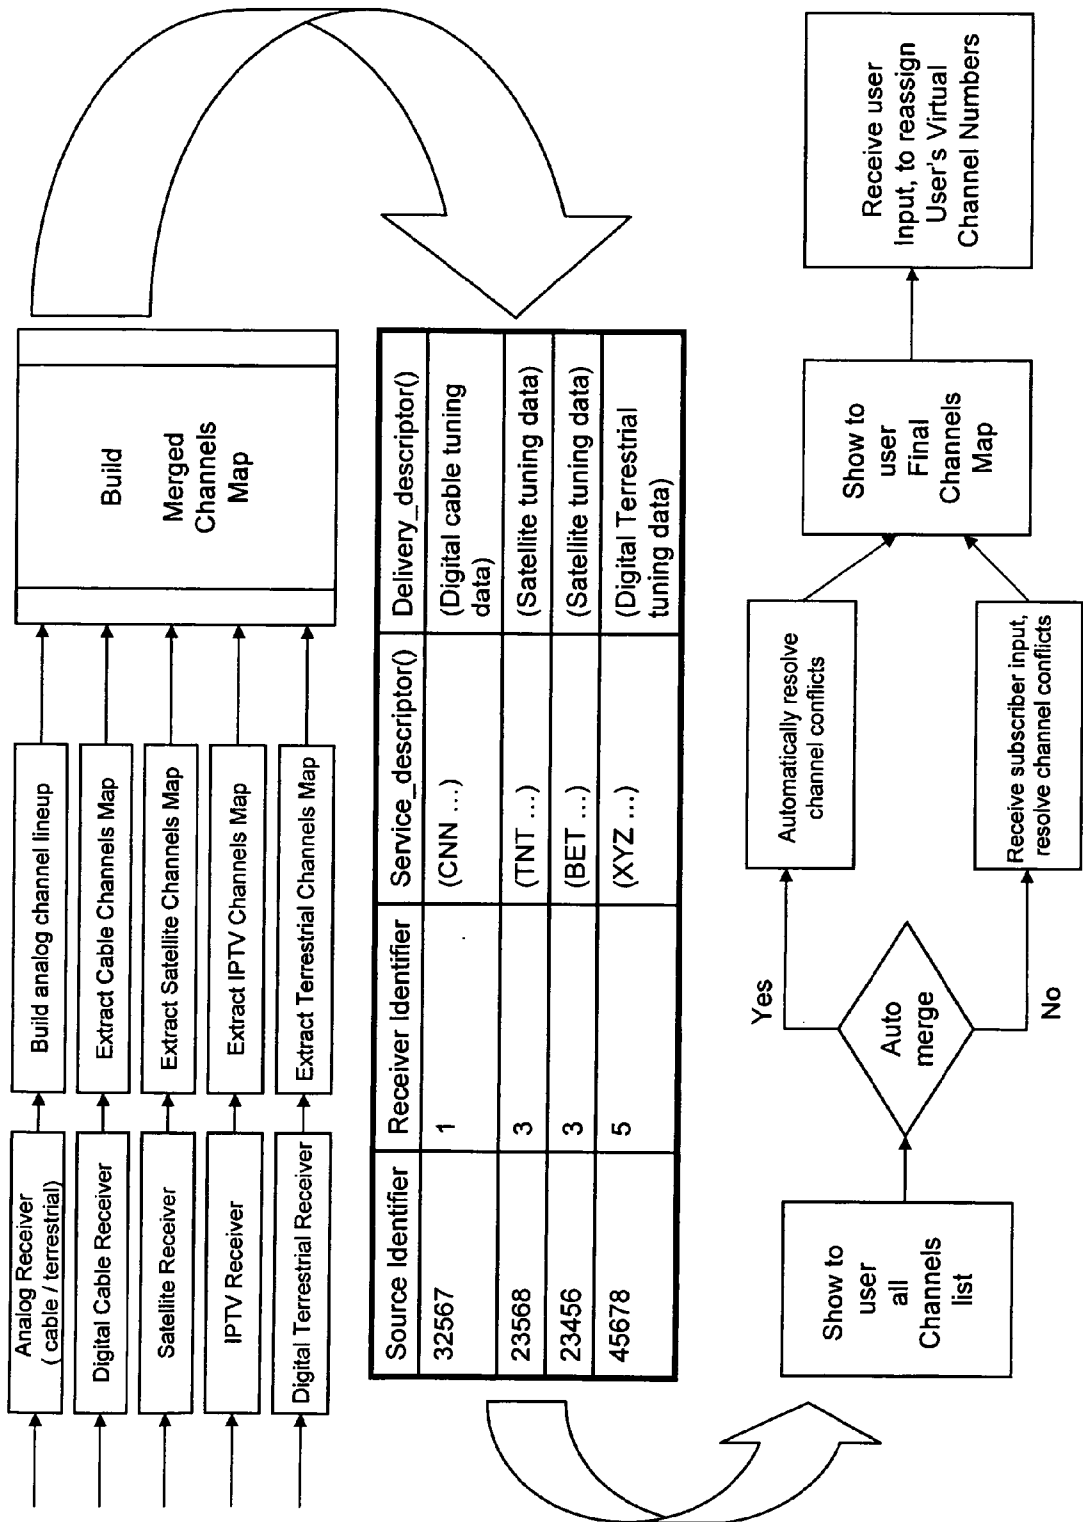 Analog Receiver
( cable / terrestrial)
Build analog channel lineup
Digital Cable Receiver
Extract Cable Channels Map
Satellite Receiver
Extract Satellite Channels Map
IPTV Receiver
Extract IPTV Channels Map
Digital Terrestrial Receiver
Extract Terrestrial Channels Map
Build
Merged
Channels
Map
Source Identifier Receiver Identifier Service_descriptor() Delivery_descriptor()
32567 1 (CNN ...) (Digital cable tuning
data)
23568 3 (TNT ...) (Satellite tuning data)
23456 3 (BET ...) (Satellite tuning data)
45678 5 (XYZ ...) (Digital Terrestrial
tuning data)
Show to
user
all
Channels
list
Auto
merge
Yes
No
Automatically resolve
channel conflicts
Receive subscriber input,
resolve channel conflicts
Show to
user
Final
Channels
Map
Receive user
Input, to reassign
User's Virtual
Channel Numbers